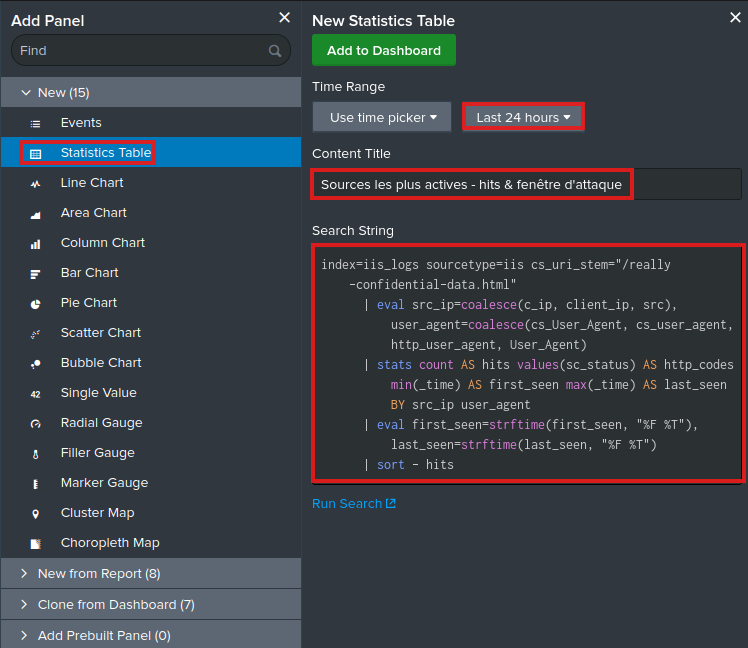 Add Panel
Find
New (15)
Events
Statistics Table
Line Chart
Area Chart
Column Chart
Bar Chart
Pie Chart
Scatter Chart
Bubble Chart
42 Single Value
Radial Gauge
Filler Gauge
Marker Gauge
Cluster Map
Choropleth Map
New from Report (8)
Clone from Dashboard (7)
Add Prebuilt Panel (0)
New Statistics Table
Add to Dashboard
Time Range
Use time picker Last 24 hours
Content Title
Sources les plus actives - hits & fenêtre d'attaque
Search String
index=iis_logs sourcetype=iis cs_uri_stem="/really
-confidential-data.html"
| eval src_ip=coalesce(c_ip, client_ip, src),
user_agent=coalesce(cs_User_Agent, cs_user_agent,
http_user_agent, User_Agent)
| stats count AS hits values(sc_status) AS http_codes
min(_time) AS first_seen max(_time) AS last_seen
BY src_ip user_agent
| eval first_seen=strftime(first_seen, "%F %T"),
last_seen=strftime(last_seen, "%F %T")
| sort - hits
Run Search